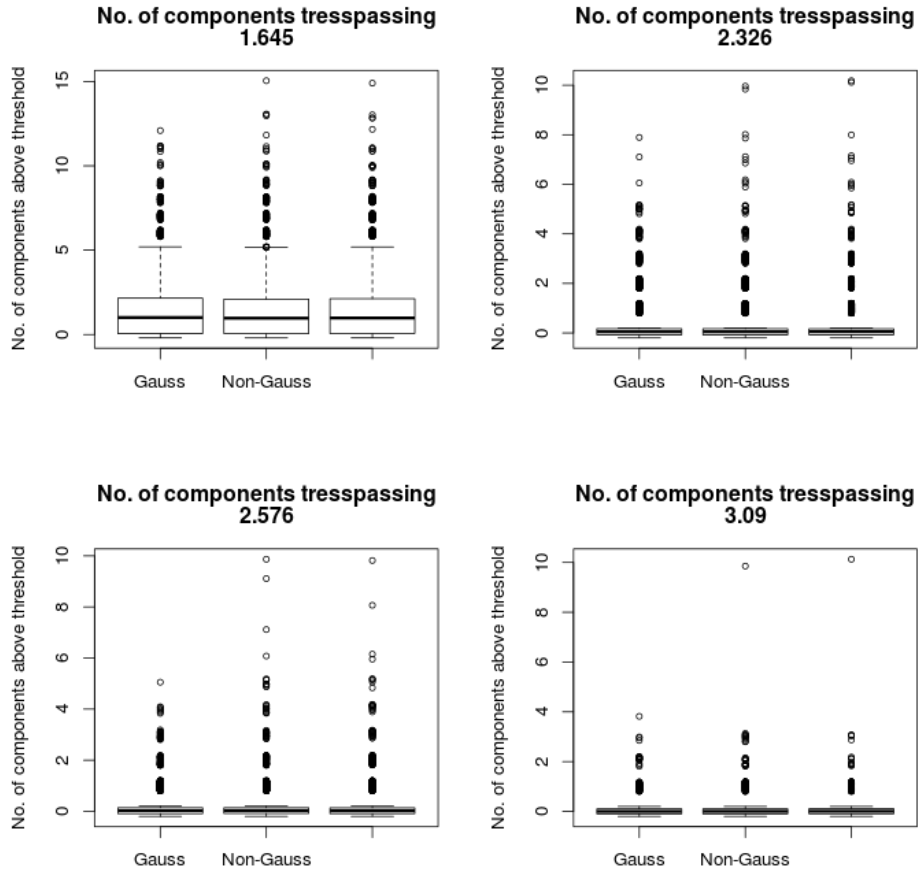 No. of components tresspassing
1.645
No. of components above threshold
15
10
5
0
Gauss Non-Gauss
No. of components tresspassing
2.326
No. of components above threshold
10
8
6
4
2
0
Gauss Non-Gauss
No. of components tresspassing
2.576
No. of components above threshold
10
8
6
4
2
0
Gauss Non-Gauss
No. of components tresspassing
3.09
No. of components above threshold
10
8
6
4
2
0
Gauss Non-Gauss